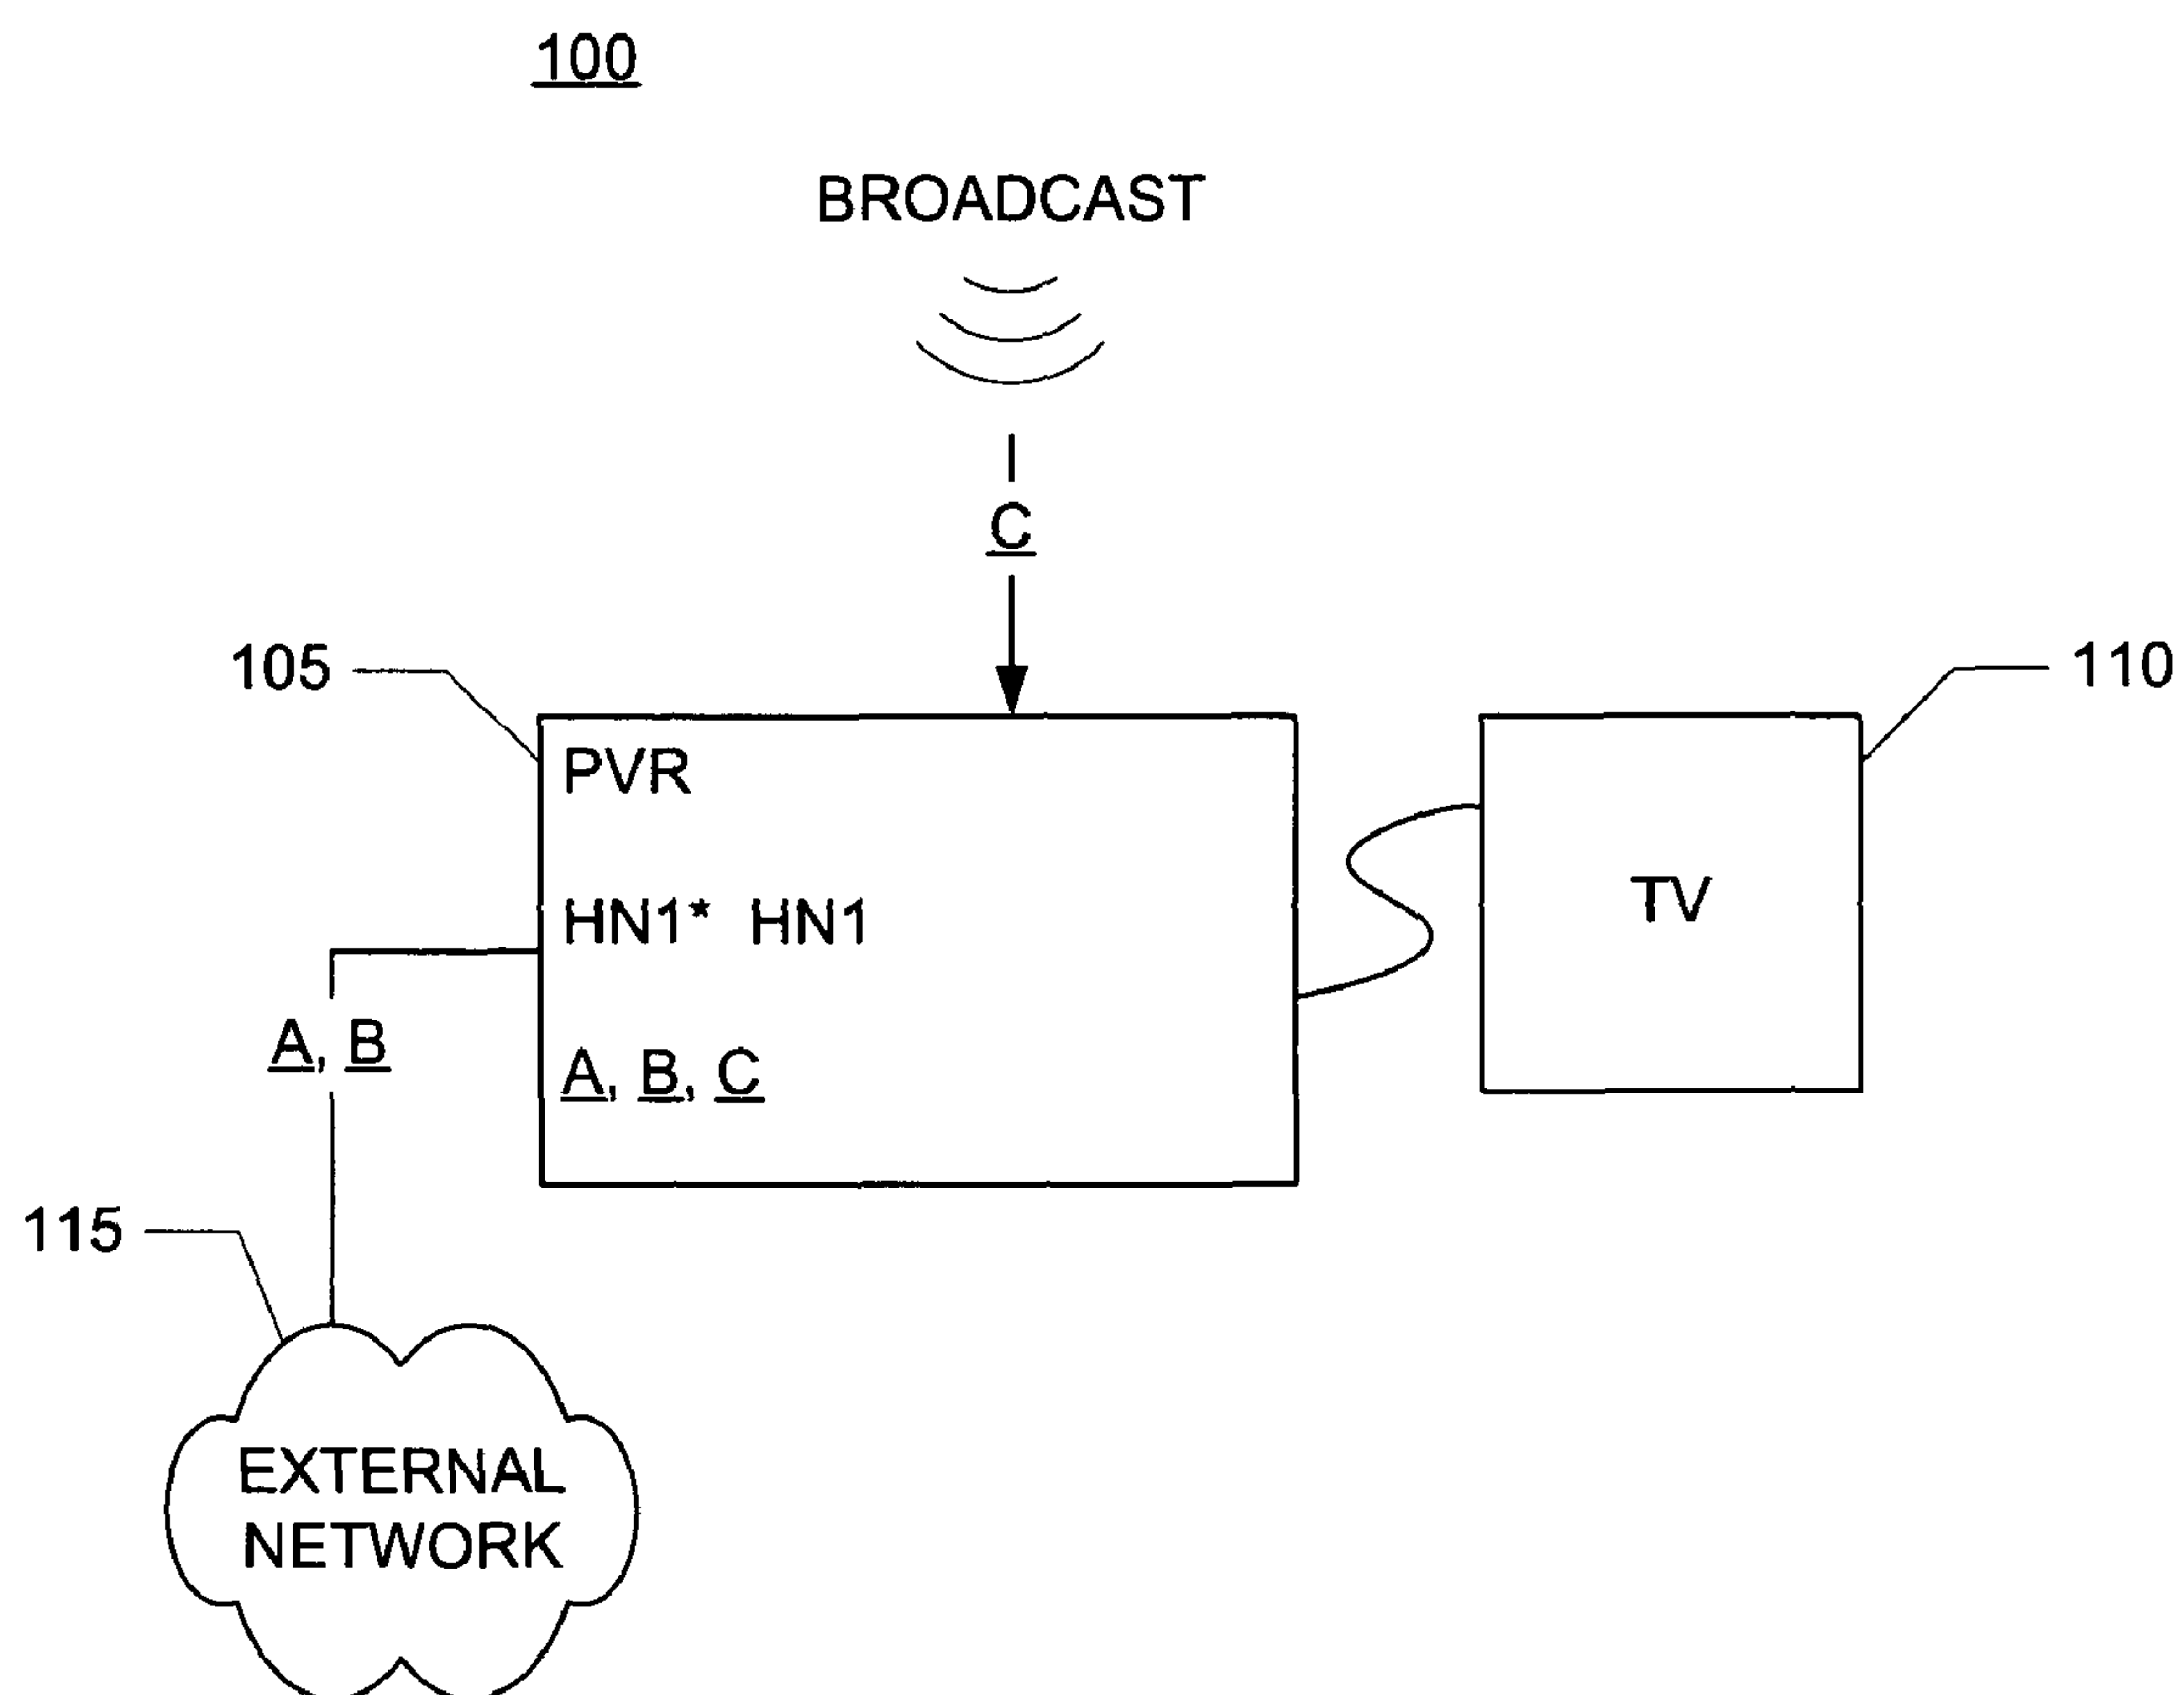 100
BROADCAST
C
105
110
PVR
HN1* HN1
TV
A, B
A, B, C
115
EXTERNAL
NETWORK